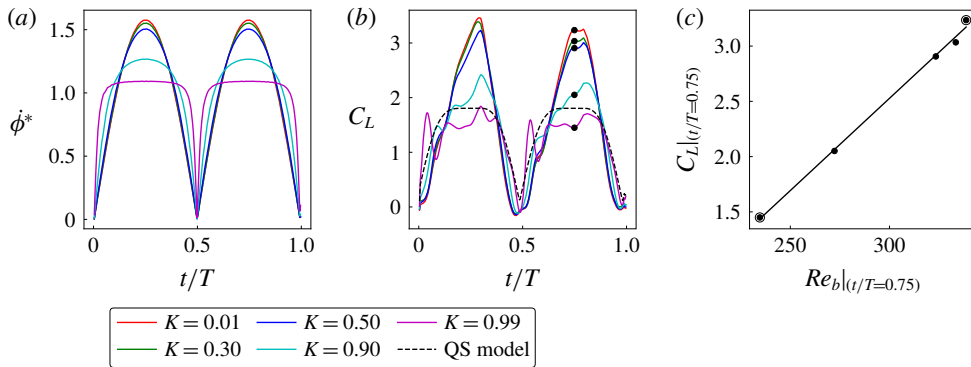 (a)
1.5
1.0
0.5
0
φ̇*
0
0.5
1.0
t/T
(b)
3
2
1
0
C_L
0
0.5
1.0
t/T
(c)
3.0
2.5
2.0
1.5
C_L|(t/T=0.75)
250
300
Re_b|(t/T=0.75)
K = 0.01
K = 0.50
K = 0.99
K = 0.30
K = 0.90
QS model